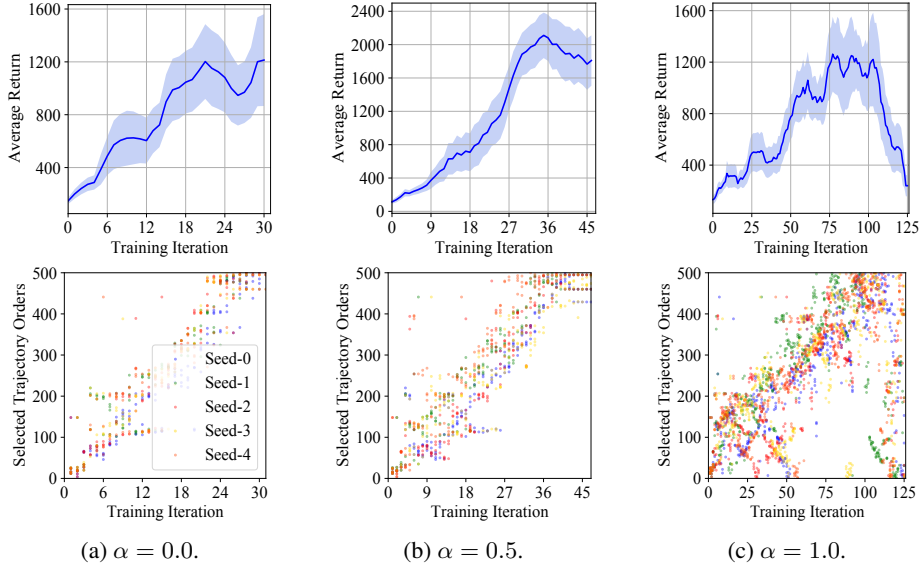 1600
1200
800
400
Average Return
0 6 12 18 24 30
Training Iteration
2400
1800
1200
600
0
Average Return
0 9 18 27 36 45
Training Iteration
1600
1200
800
400
Average Return
0 25 50 75 100 125
Training Iteration
500
400
300
200
100
0
Selected Trajectory Orders
Seed-0
Seed-1
Seed-2
Seed-3
Seed-4
0 6 12 18 24 30
Training Iteration
500
400
300
200
100
0
Selected Trajectory Orders
0 9 18 27 36 45
Training Iteration
500
400
300
200
100
0
Selected Trajectory Orders
0 25 50 75 100 125
Training Iteration
(a) α = 0.0.
(b) α = 0.5.
(c) α = 1.0.